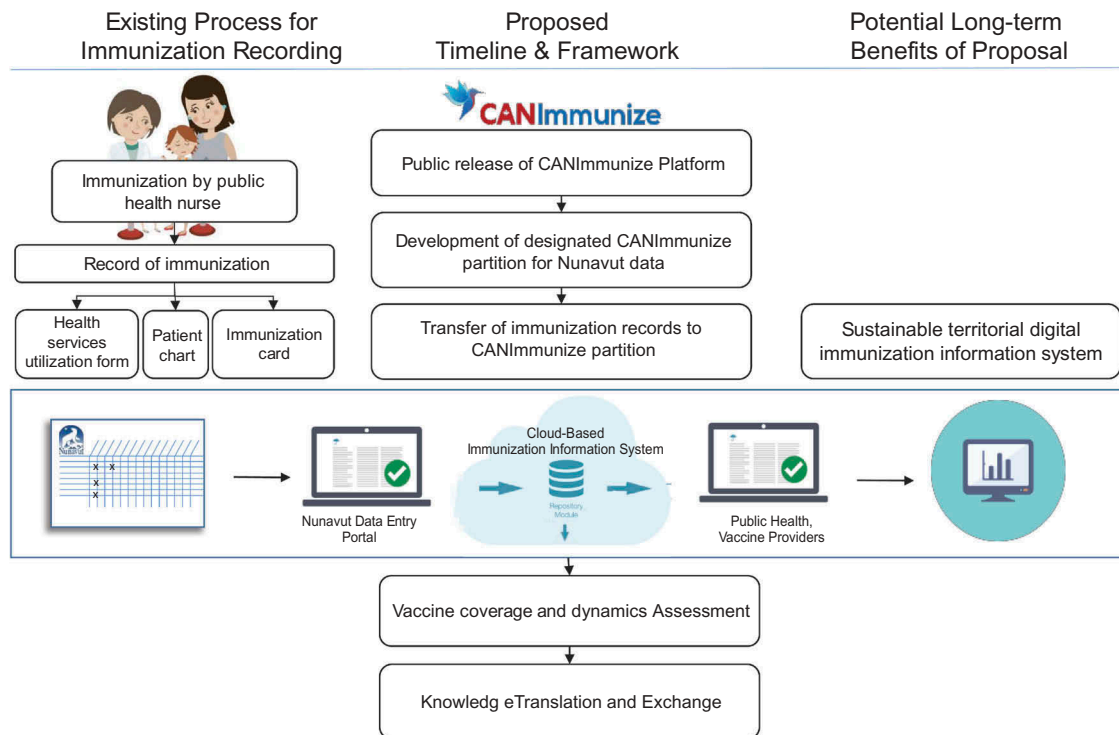 Existing Process for
Immunization Recording
Proposed
Timeline & Framework
Potential Long-term
Benefits of Proposal
CANImmunize
Immunization by public
health nurse
Record of immunization
Health
services
utilization form
Patient
chart
Immunization
card
Public release of CANImmunize Platform
Development of designated CANImmunize
partition for Nunavut data
Transfer of immunization records to
CANImmunize partition
Sustainable territorial digital
immunization information system
Nunavut
x x
x
x
Nunavut Data Entry
Portal
Cloud-Based
Immunization Information System
Repository
Module
Public Health,
Vaccine Providers
Vaccine coverage and dynamics Assessment
Knowledg eTranslation and Exchange